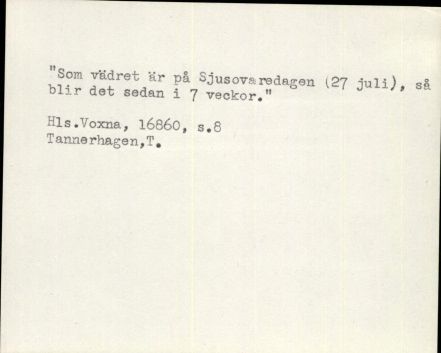 "Som vädret är på Sjusovaredagen (27 juli), så
blir det sedan i 7 veckor."
Hls.Voxna, 16860, s.8
Tannerhagen,T.